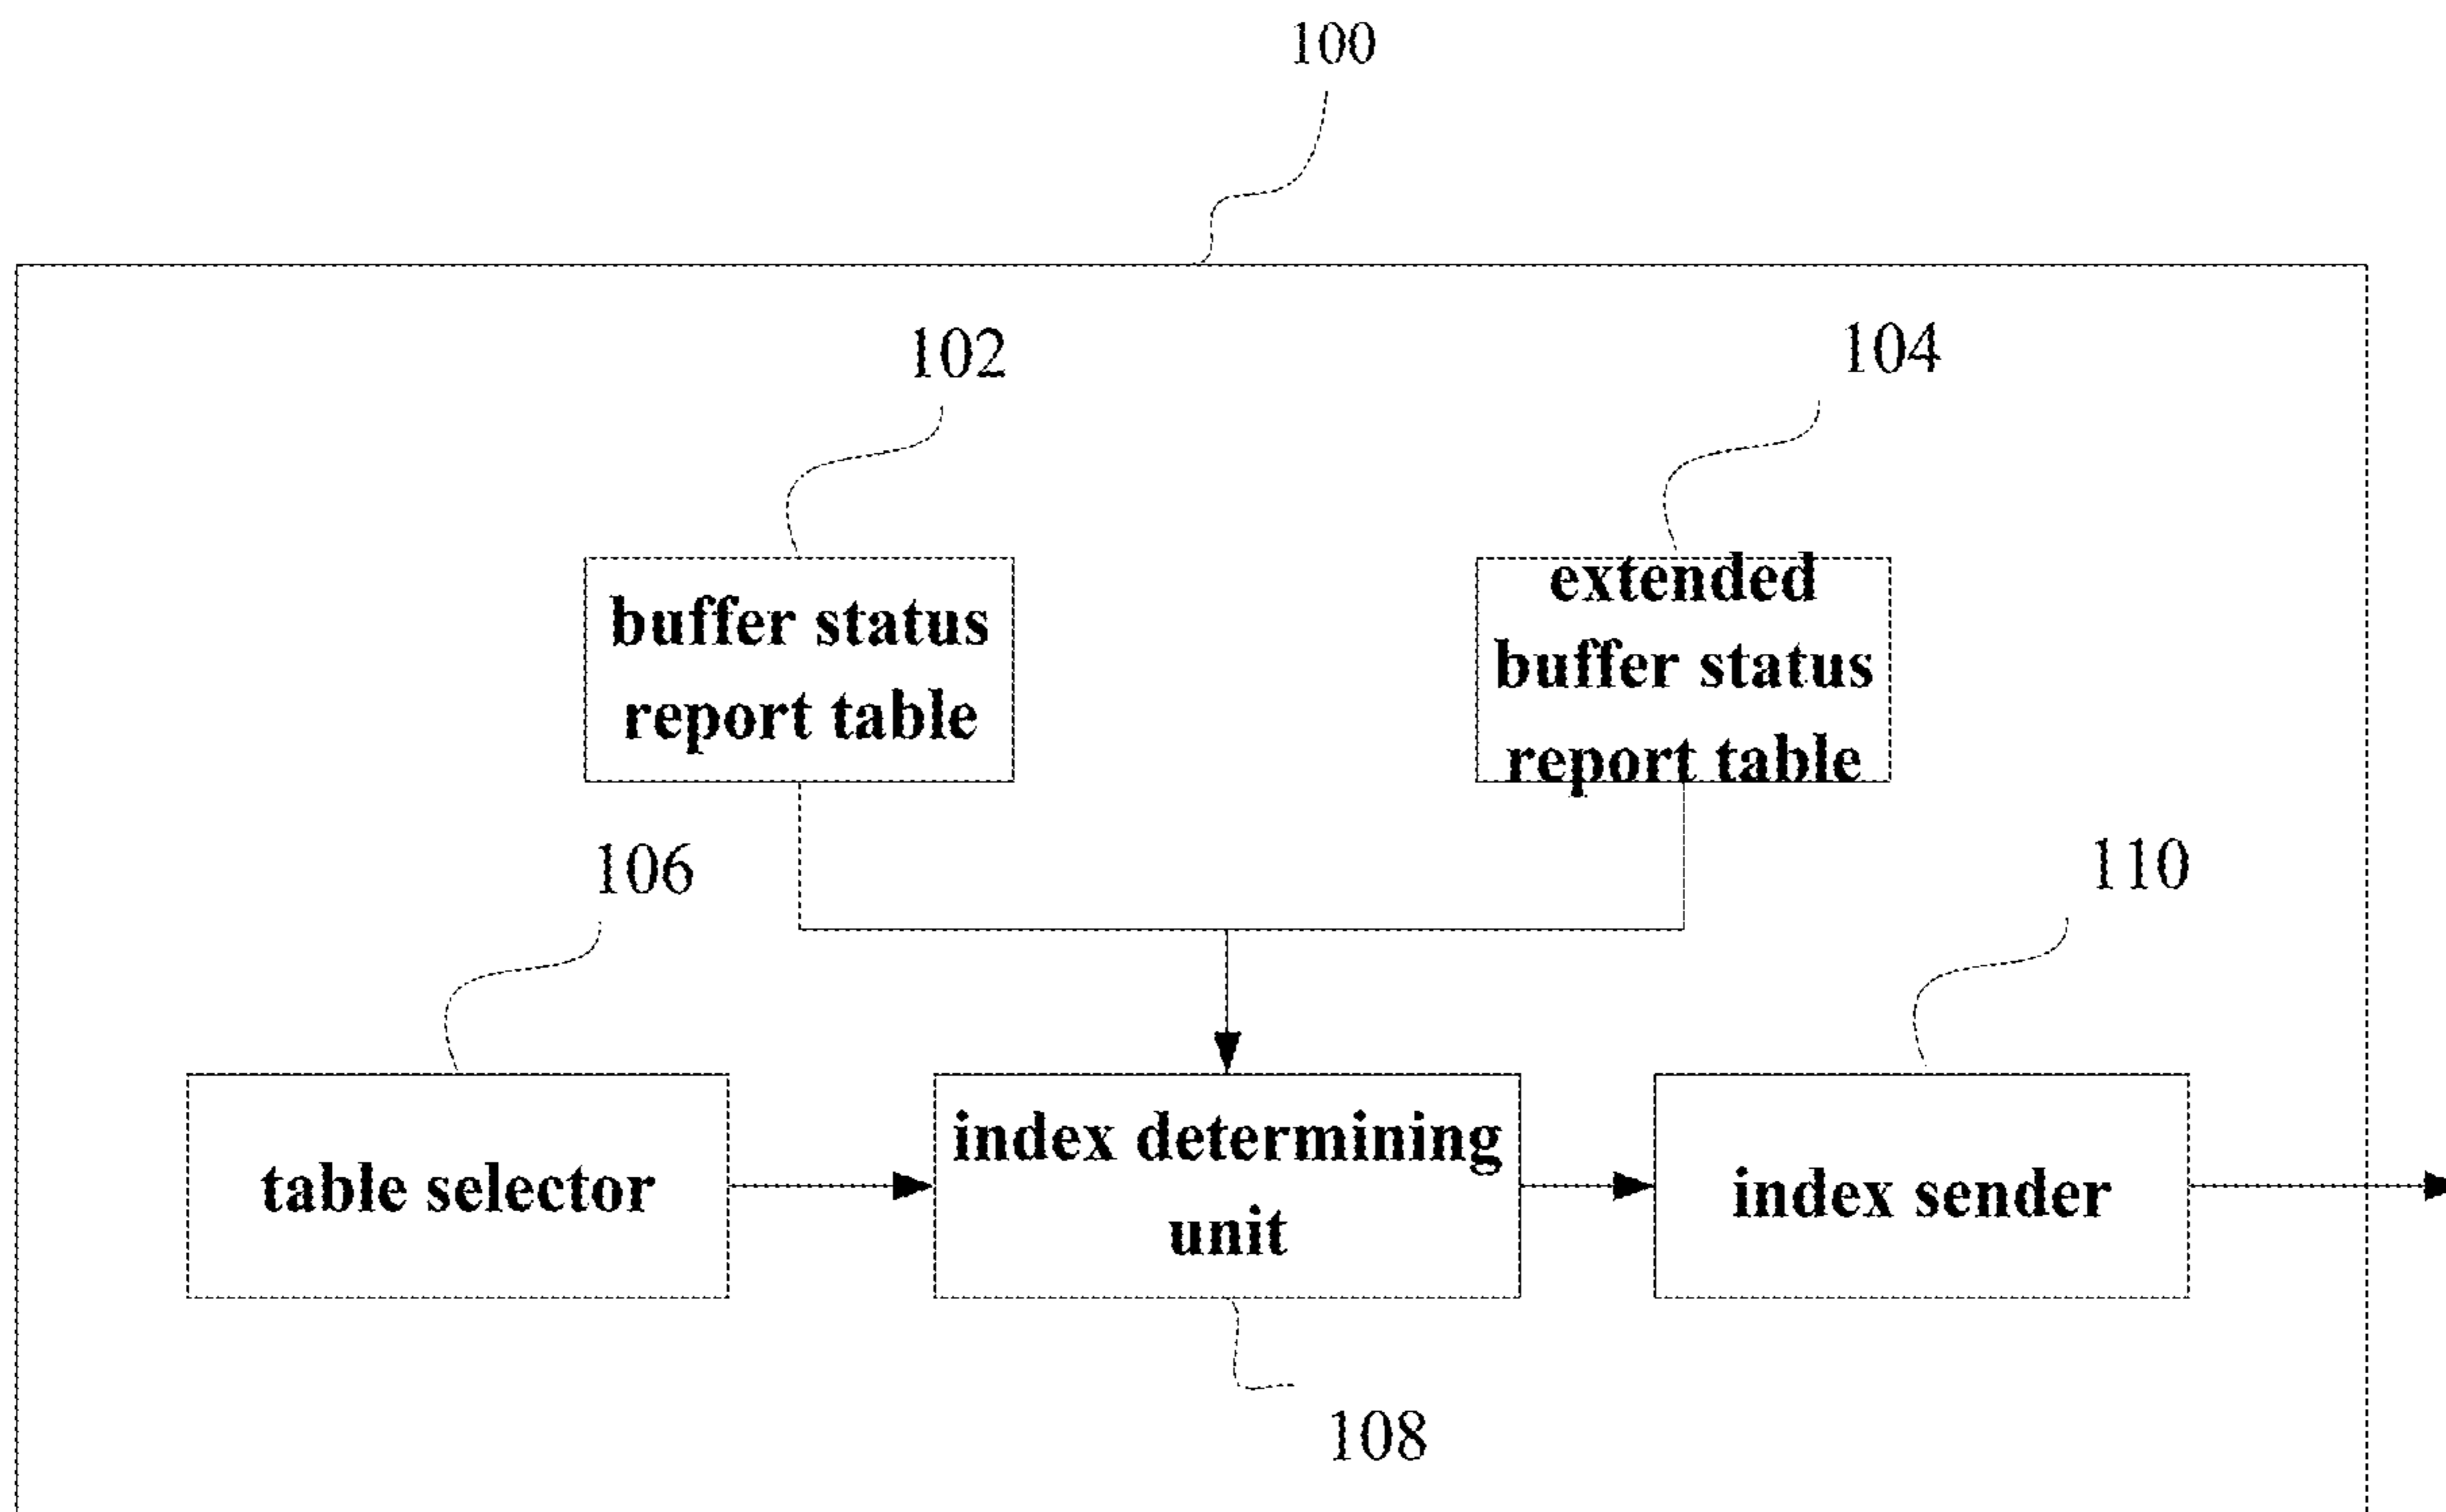 100
102
104
buffer status
report table
extended
buffer status
report table
106
110
table selector
index determining
unit
index sender
108